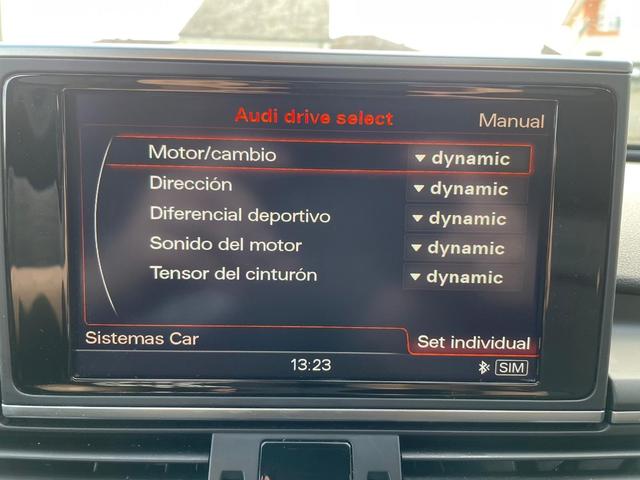 Audi drive select
Manual
Motor/cambio ▼ dynamic
Dirección ▼ dynamic
Diferencial deportivo ▼ dynamic
Sonido del motor ▼ dynamic
Tensor del cinturón ▼ dynamic
Sistemas Car
Set individual
13:23
SIM